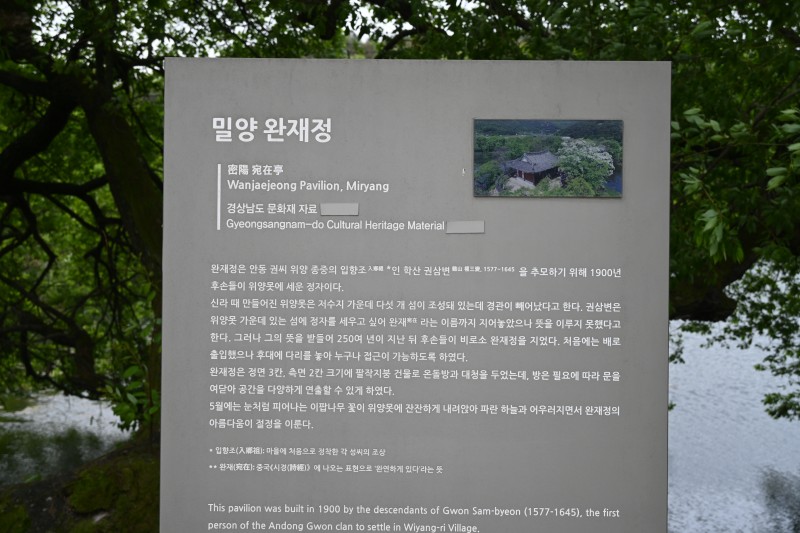 밀양 완재정
密陽 宛在亭
Wanjaejeong Pavilion, Miryang
경상남도 문화재 자료
Gyeongsangnam-do Cultural Heritage Material
완재정은 안동 권씨 위양 종중의 입향조入鄕祖 *인 학산 권삼변鶴山 權三變, 1577-1645 을 추모하기 위해 1900년
후손들이 위양못에 세운 정자이다.
신라 때 만들어진 위양못은 저수지 가운데 다섯 개 섬이 조성돼 있는데 경관이 빼어났다고 한다. 권삼변은
위양못 가운데 있는 섬에 정자를 세우고 싶어 완재 라는 이름까지 지어놓았으나 뜻을 이루지 못했다고
한다. 그러나 그의 뜻을 받들어 250여 년이 지난 뒤 후손들이 비로소 완재정을 지었다. 처음에는 배로
출입했으나 후대에 다리를 놓아 누구나 접근이 가능하도록 하였다.
완재정은 정면 3칸, 측면 2칸 크기에 팔작지붕 건물로 온돌방과 대청을 두었는데, 방은 필요에 따라 문을
여닫아 공간을 다양하게 연출할 수 있게 하였다.
5월에는 눈처럼 피어나는 이팝나무 꽃이 위양못에 잔잔하게 내려앉아 파란 하늘과 어우러지면서 완재정의
아름다움이 절정을 이룬다.
* 입향조(入鄕祖): 마을에 처음으로 정착한 각 성씨의 조상
** 완재(宛在): 중국《시경(詩經)》에 나오는 표현으로 '완연하게 있다'라는 뜻
This pavilion was built in 1900 by the descendants of Gwon Sam-byeon (1577-1645), the first
person of the Andong Gwon clan to settle in Wiyang-ri Village.